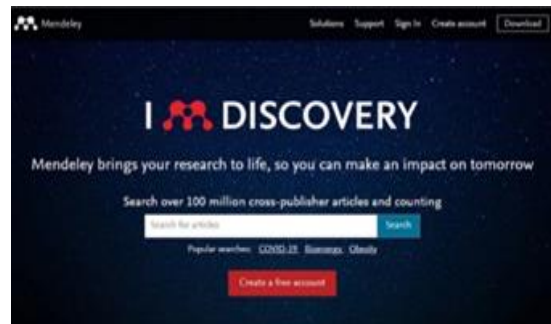 Mendeley
Solutions Support Sign In Create account Download
I DISCOVERY
Mendeley brings your research to life, so you can make an impact on tomorrow
Search over 100 million cross-publisher articles and counting
Search for articles Search
Popular searches: COVID-19 Bioenergy Obesity
Create a free account